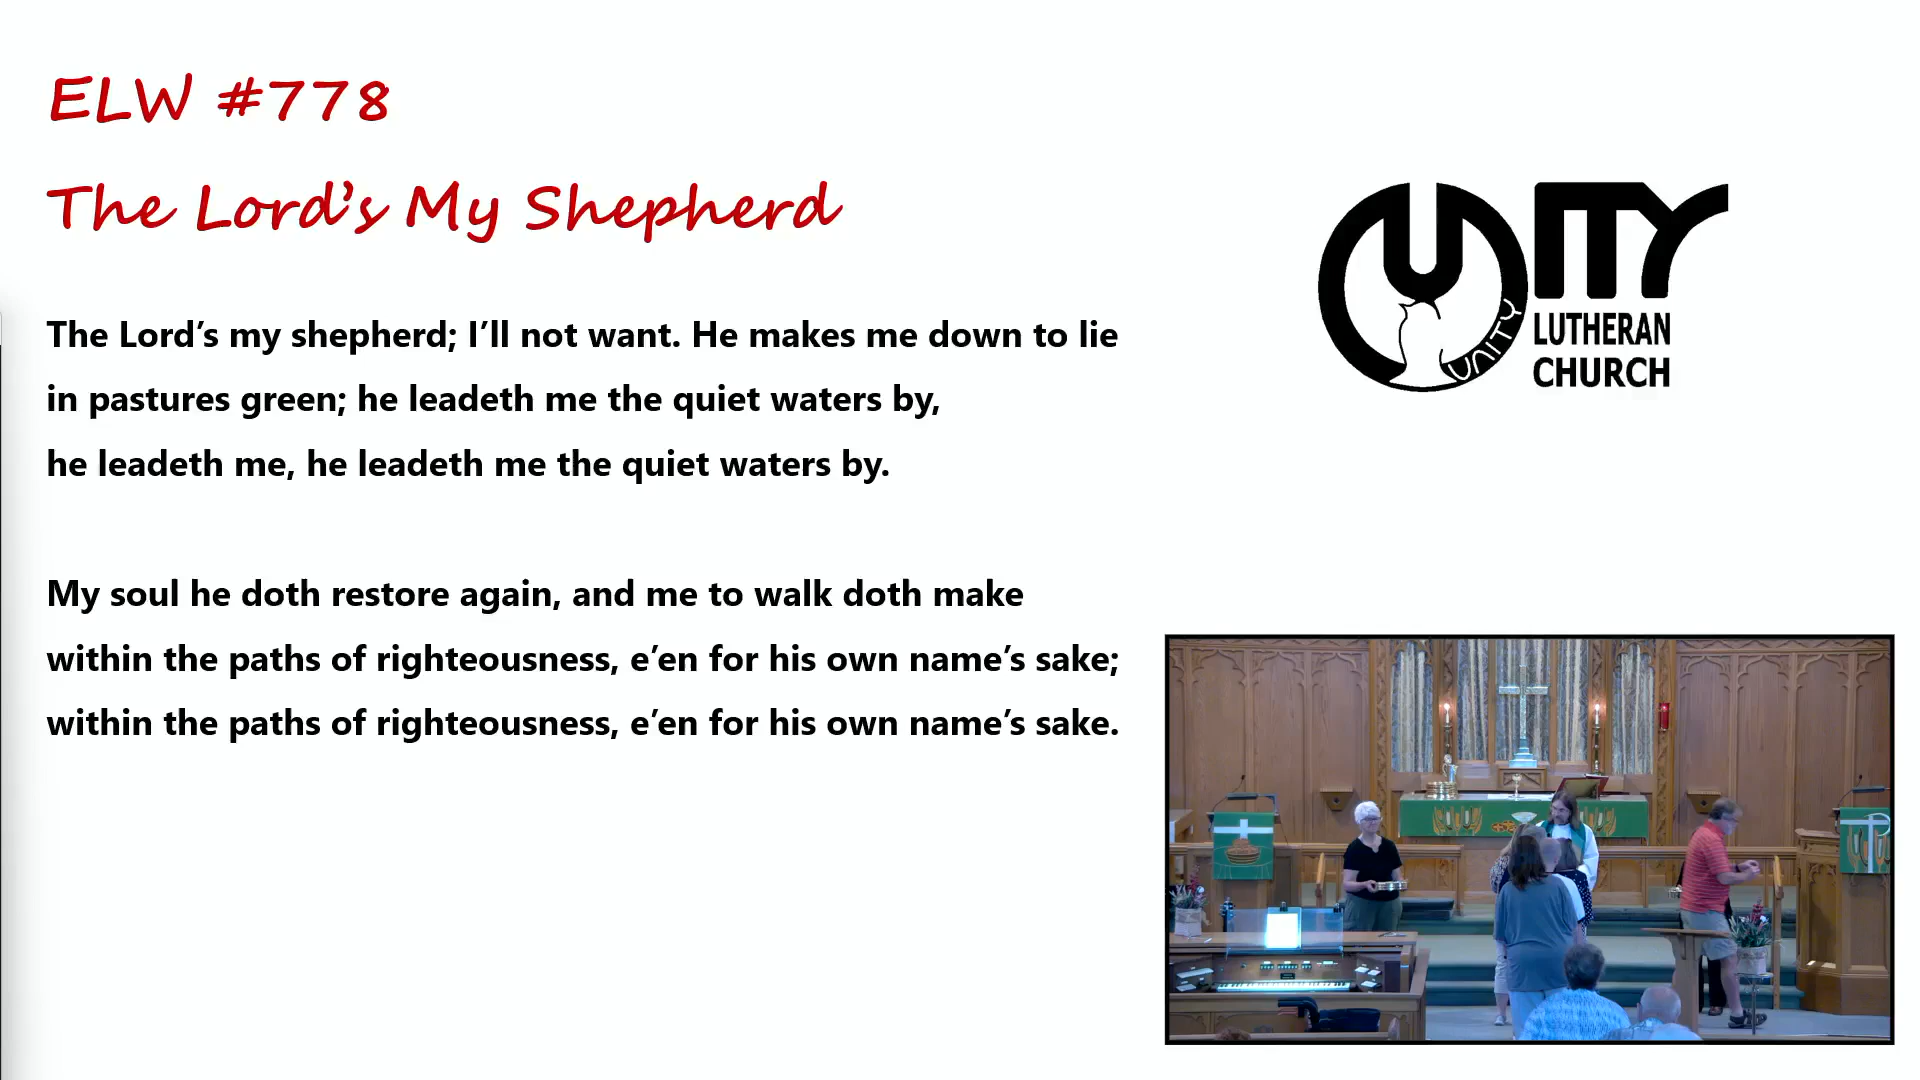 ELW #778
The Lord’s My Shepherd
The Lord’s my shepherd; I’ll not want. He makes me down to lie
in pastures green; he leadeth me the quiet waters by,
he leadeth me, he leadeth me the quiet waters by.
My soul he doth restore again, and me to walk doth make
within the paths of righteousness, e’en for his own name’s sake;
within the paths of righteousness, e’en for his own name’s sake.
UNITY
UNITY
LUTHERAN
CHURCH